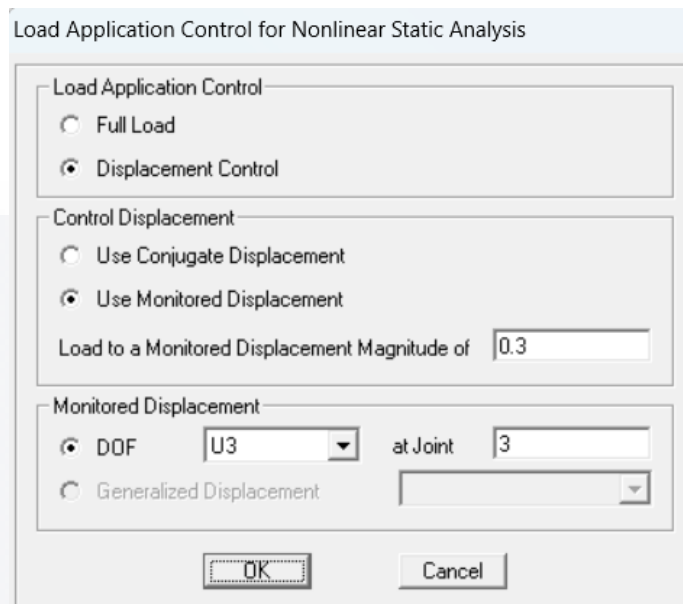 Load Application Control for Nonlinear Static Analysis
Load Application Control
Full Load
Displacement Control
Control Displacement
Use Conjugate Displacement
Use Monitored Displacement
Load to a Monitored Displacement Magnitude of 0.3
Monitored Displacement
DOF U3 at Joint 3
Generalized Displacement
OK Cancel